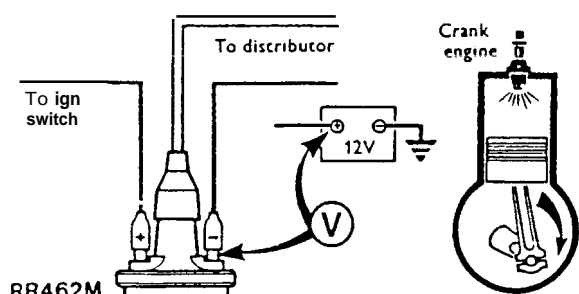 To distributor
Crank
engine
To ign
switch
+
-
12V
+
-
V
RR462M